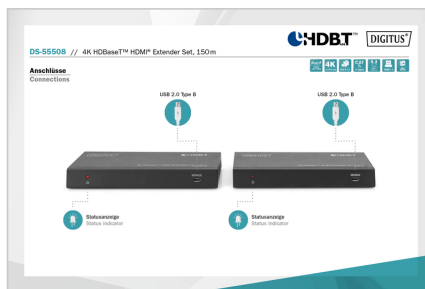 HDBT™
DIGITUS®
DS-55508 // 4K HDBaseT™ HDMI® Extender Set, 150 m
Anschlüsse
Connections
4K
USB 2.0 Type B
USB 2.0 Type B
Statusanzeige
Status indicator
Statusanzeige
Status indicator